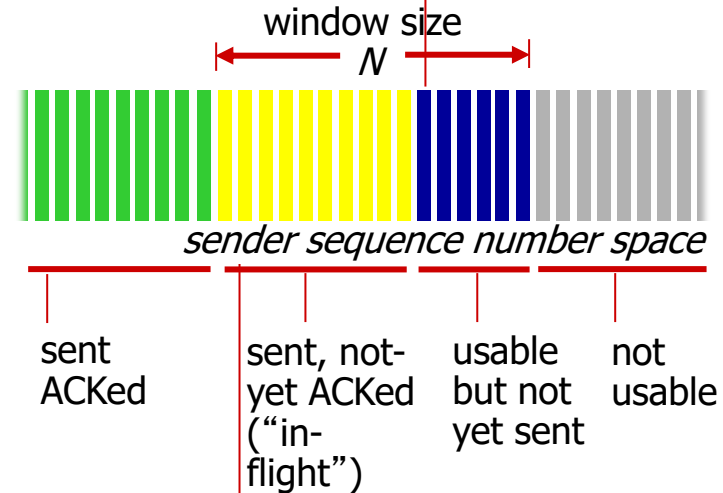 window size
N
sender sequence number space
sent
ACKed
sent, not-
yet ACKed
(“in-
flight”)
usable
but not
yet sent
not
usable